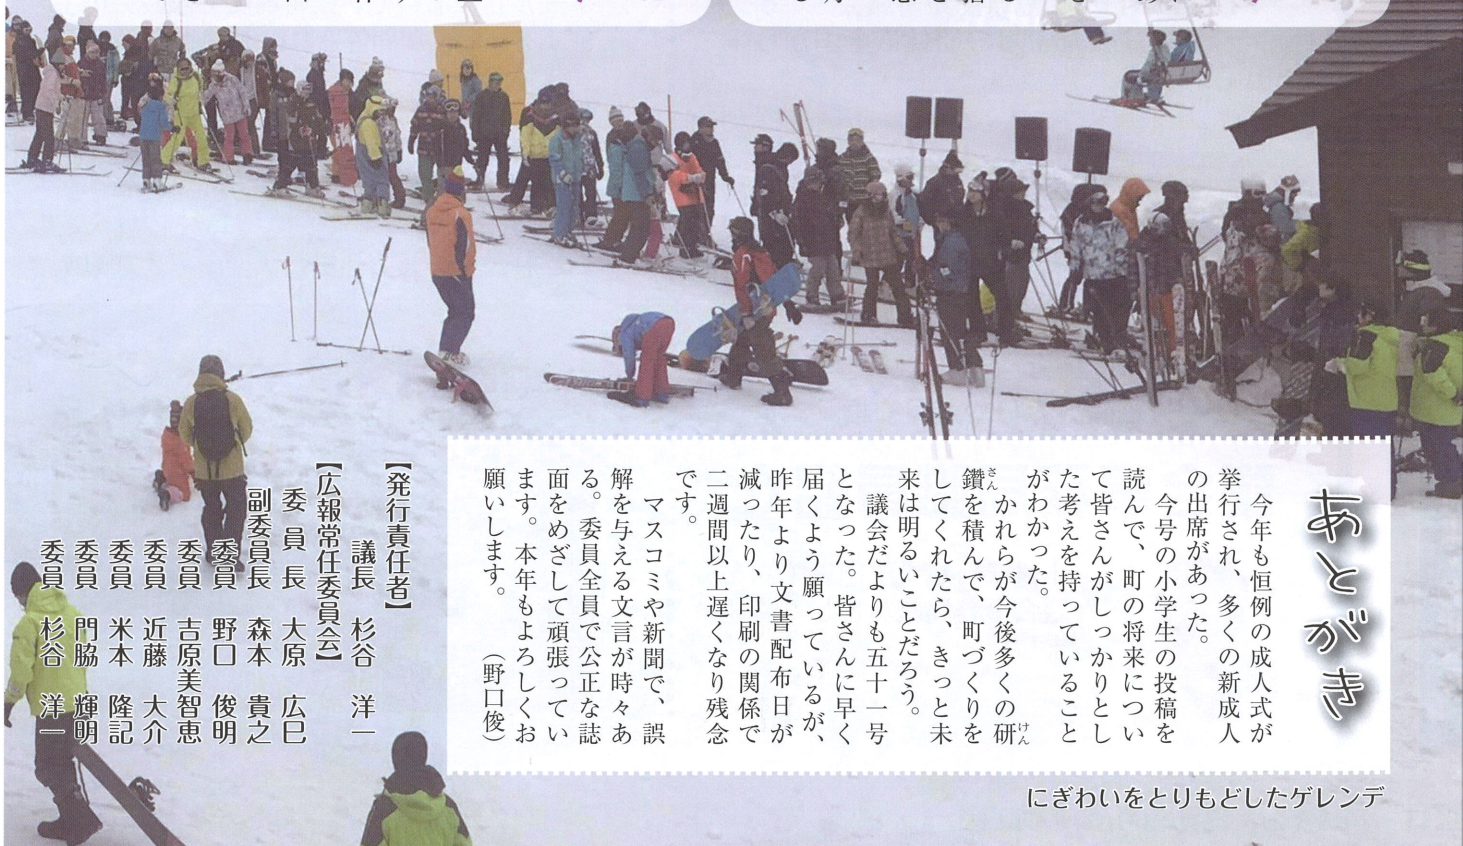 あとがき
今年も恒例の成人式が
挙行され、多くの新成人
の出席があった。
今号の小学生の投稿を
読んで、町の将来につい
て皆さんがしっかりとし
た考えを持っていること
がわかった。
かれらが今後多くの研けん
鑽さんを積んで、町づくりを
してくれたら、きっと未
来は明るいことだろう。
議会だよりも五十一号
となった。皆さんに早く
届くよう願っているが、
昨年より文書配布日が
減ったり、印刷の関係で
二週間以上遅くなり残念
です。
マスコミや新聞で、誤
解を与える文言が時々あ
る。委員全員で公正な誌
面をめざして頑張ってい
ます。本年もよろしくお
願いします。　　（野口俊）
【発行責任者】
議長　杉谷　洋一
【広報常任委員会】
委員長　大原　広巳
副委員長　森本　貴之
委員　野口　俊明
委員　吉原美智恵
委員　近藤　大介
委員　米本　隆記
委員　門脇　輝明
委員　杉谷　洋一
にぎわいをとりもどしたゲレンデ